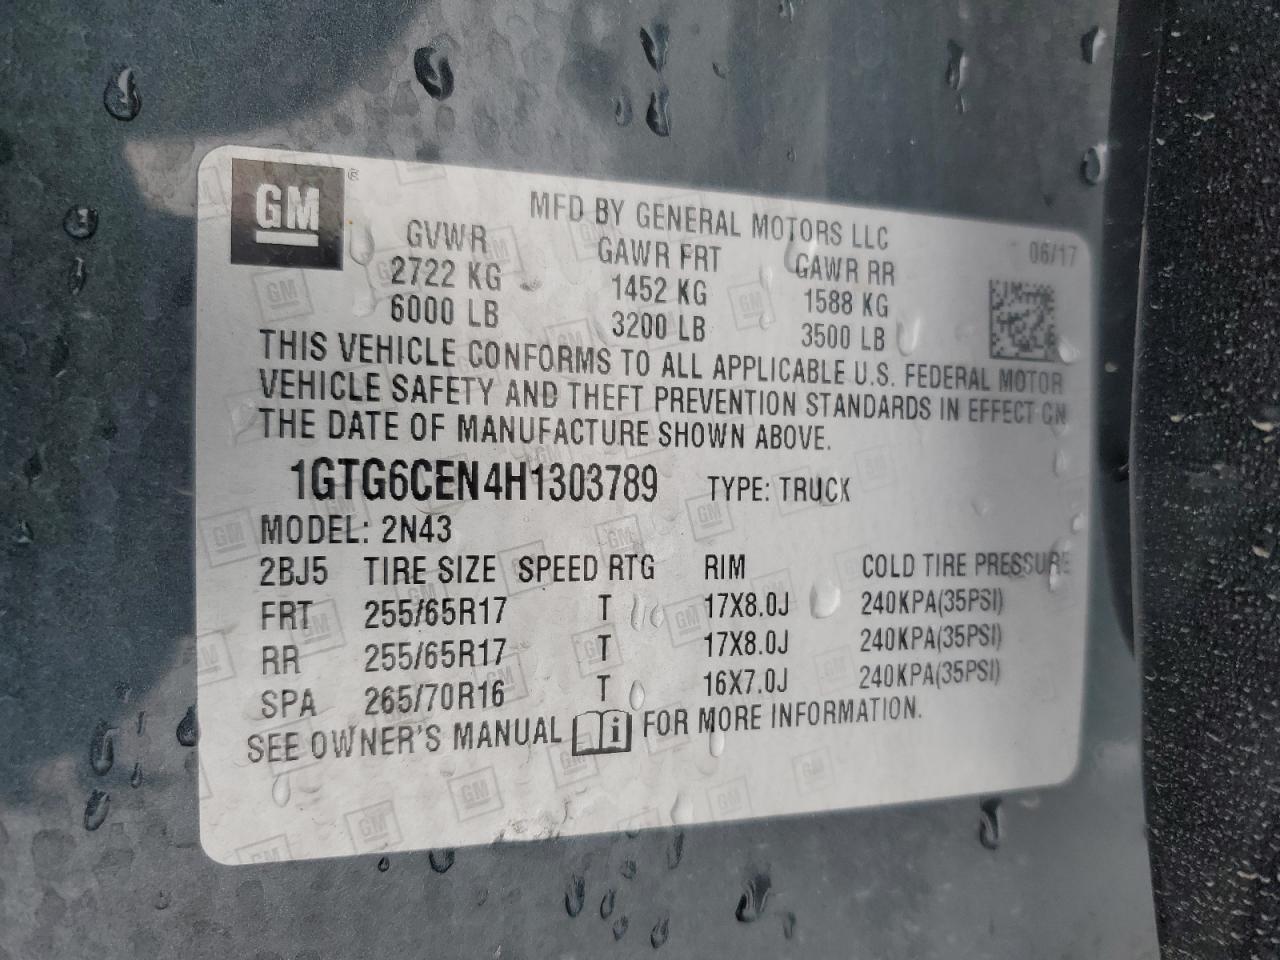 GM ®
MFD BY GENERAL MOTORS LLC
06/17
GVWR GAWR FRT GAWR RR
2722 KG 1452 KG 1588 KG
6000 LB 3200 LB 3500 LB
THIS VEHICLE CONFORMS TO ALL APPLICABLE U.S. FEDERAL MOTOR
VEHICLE SAFETY AND THEFT PREVENTION STANDARDS IN EFFECT ON
THE DATE OF MANUFACTURE SHOWN ABOVE.
1GTG6CEN4H1303789 TYPE: TRUCK
MODEL: 2N43
2BJ5 TIRE SIZE SPEED RTG RIM COLD TIRE PRESSURE
FRT 255/65R17 T 17X8.0J 240KPA(35PSI)
RR 255/65R17 T 17X8.0J 240KPA(35PSI)
SPA 265/70R16 T 16X7.0J 240KPA(35PSI)
SEE OWNER'S MANUAL i FOR MORE INFORMATION.